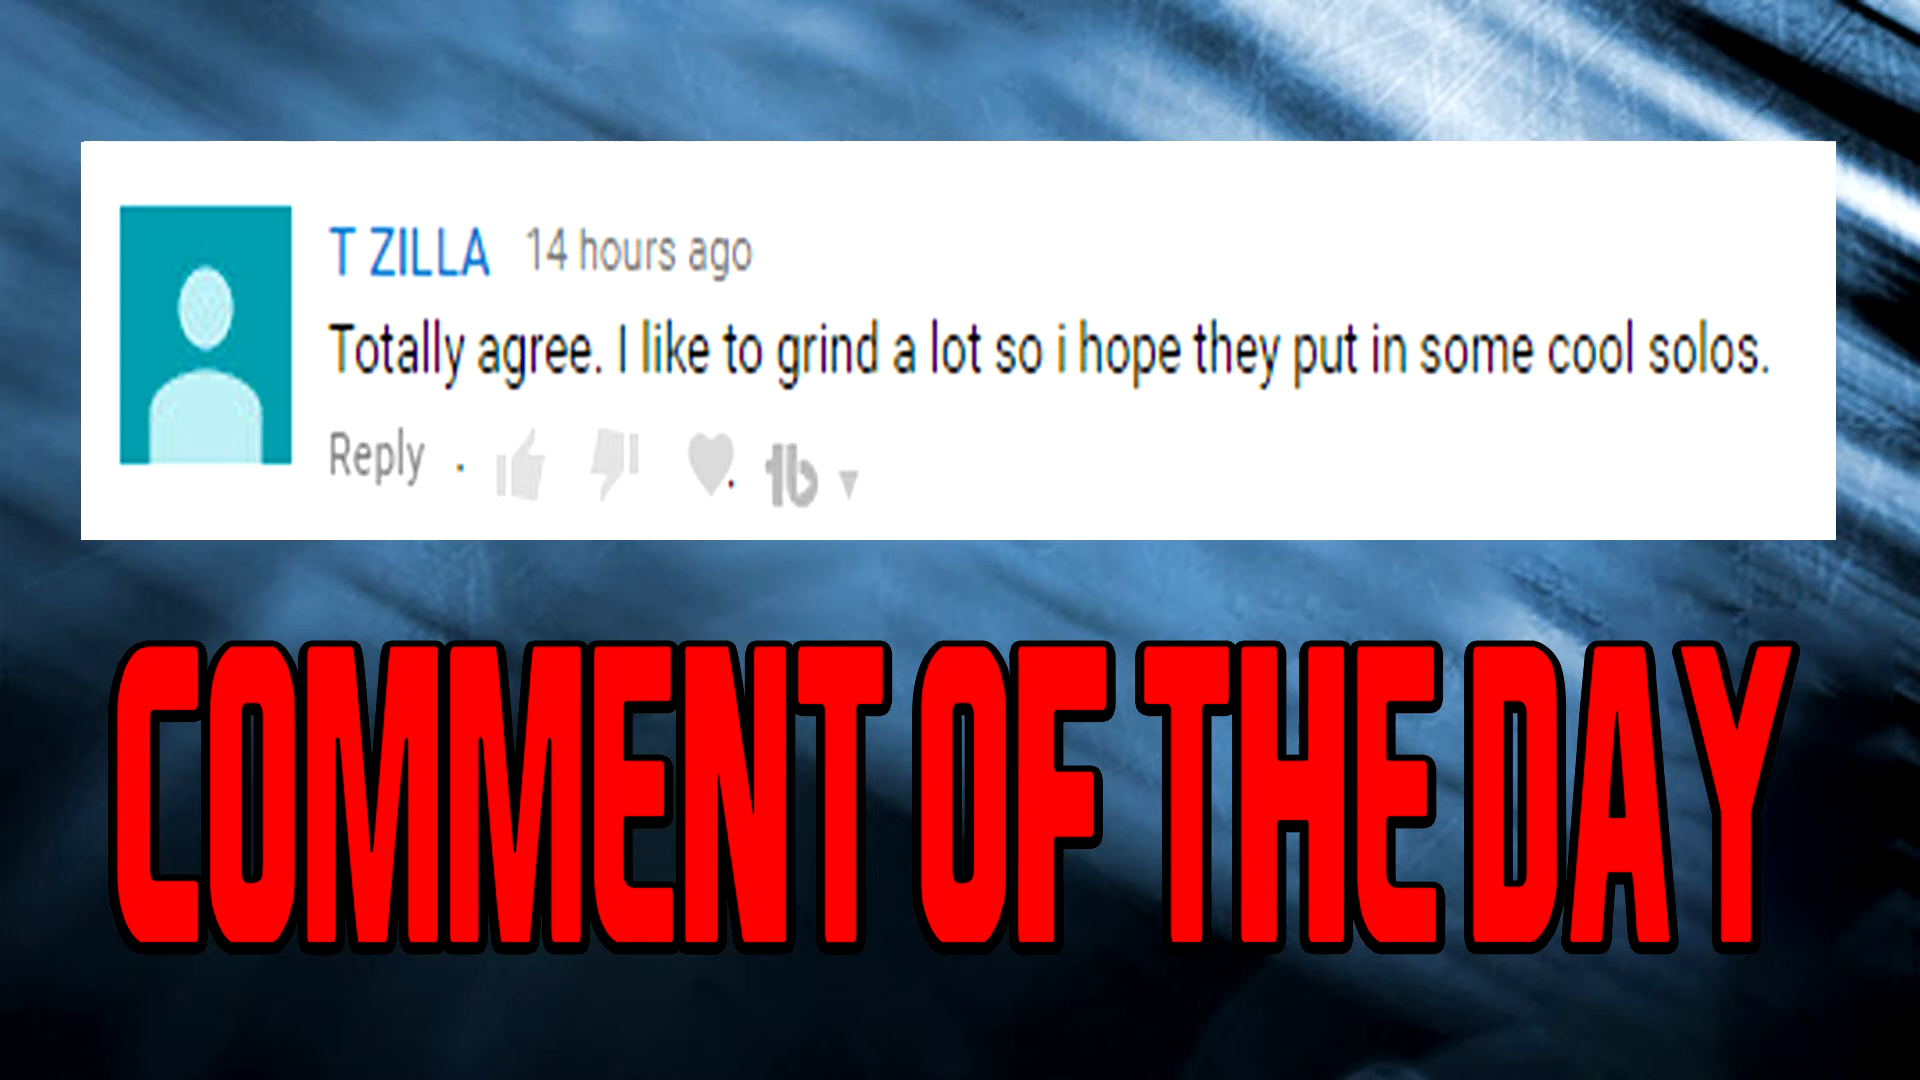 T ZILLA 14 hours ago
Totally agree. I like to grind a lot so i hope they put in some cool solos.
Reply · tb
COMMENT OF THE DAY